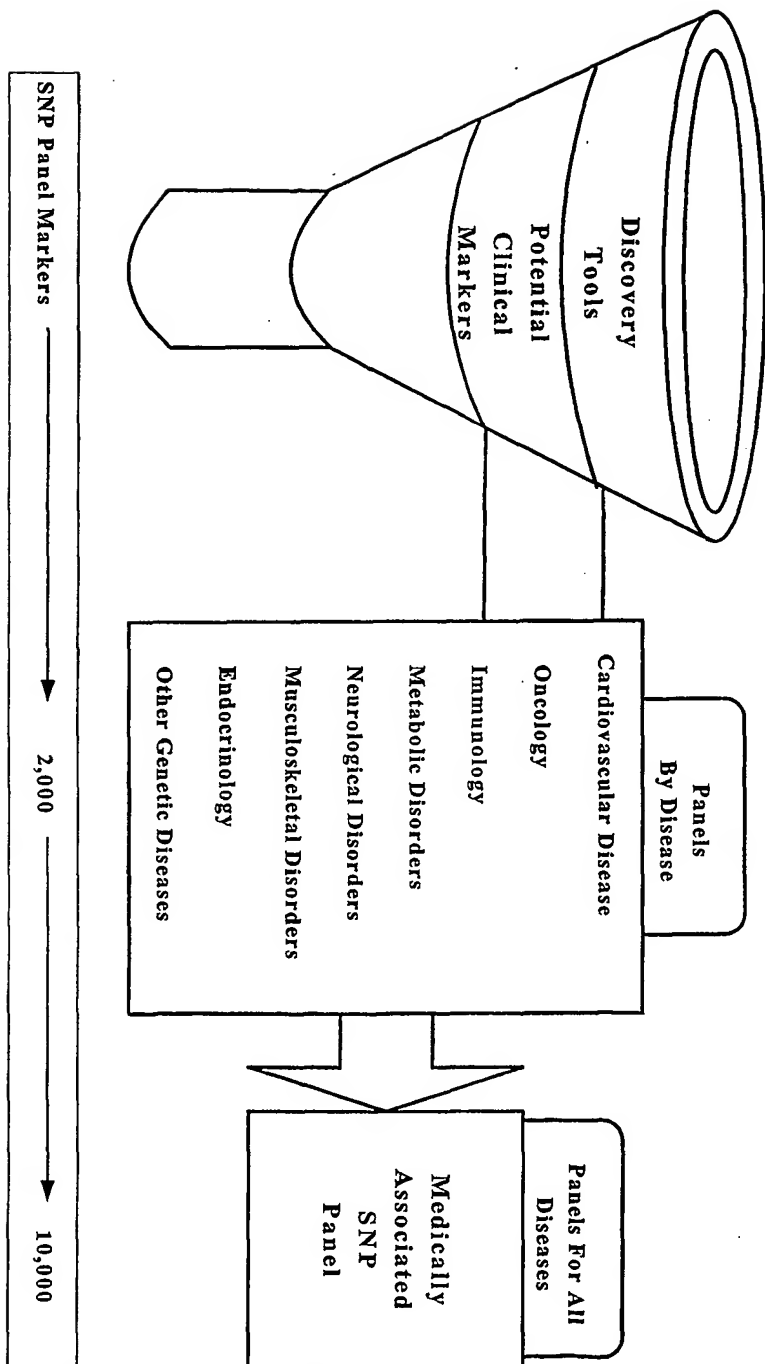 Discovery
Tools
Potential
Clinical
Markers
Panels
By Disease
Cardiovascular Disease
Oncology
Immunology
Metabolic Disorders
Neurological Disorders
Musculoskeletal Disorders
Endocrinology
Other Genetic Diseases
Panels For All
Diseases
Medically
Associated
SNP
Panel
SNP Panel Markers
2,000
10,000